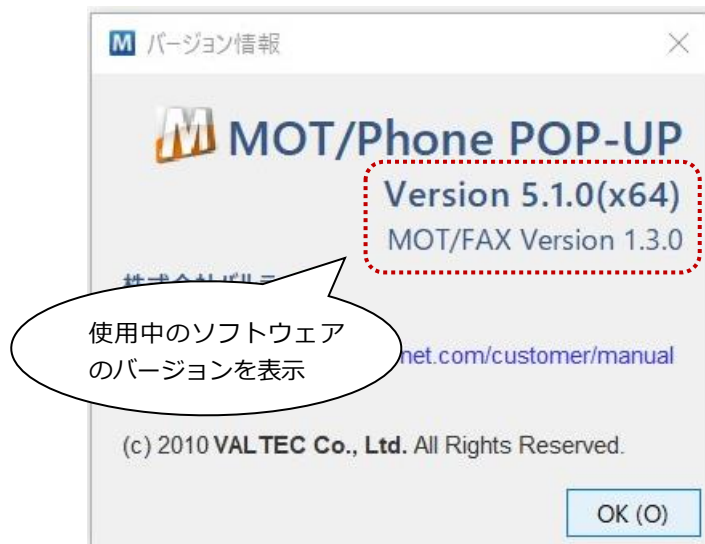 M バージョン情報
MOT/Phone POP-UP
Version 5.1.0(x64)
MOT/FAX Version 1.3.0
使用中のソフトウェア
のバージョンを表示
net.com/customer/manual
(c) 2010 VALTEC Co., Ltd. All Rights Reserved.
OK (O)